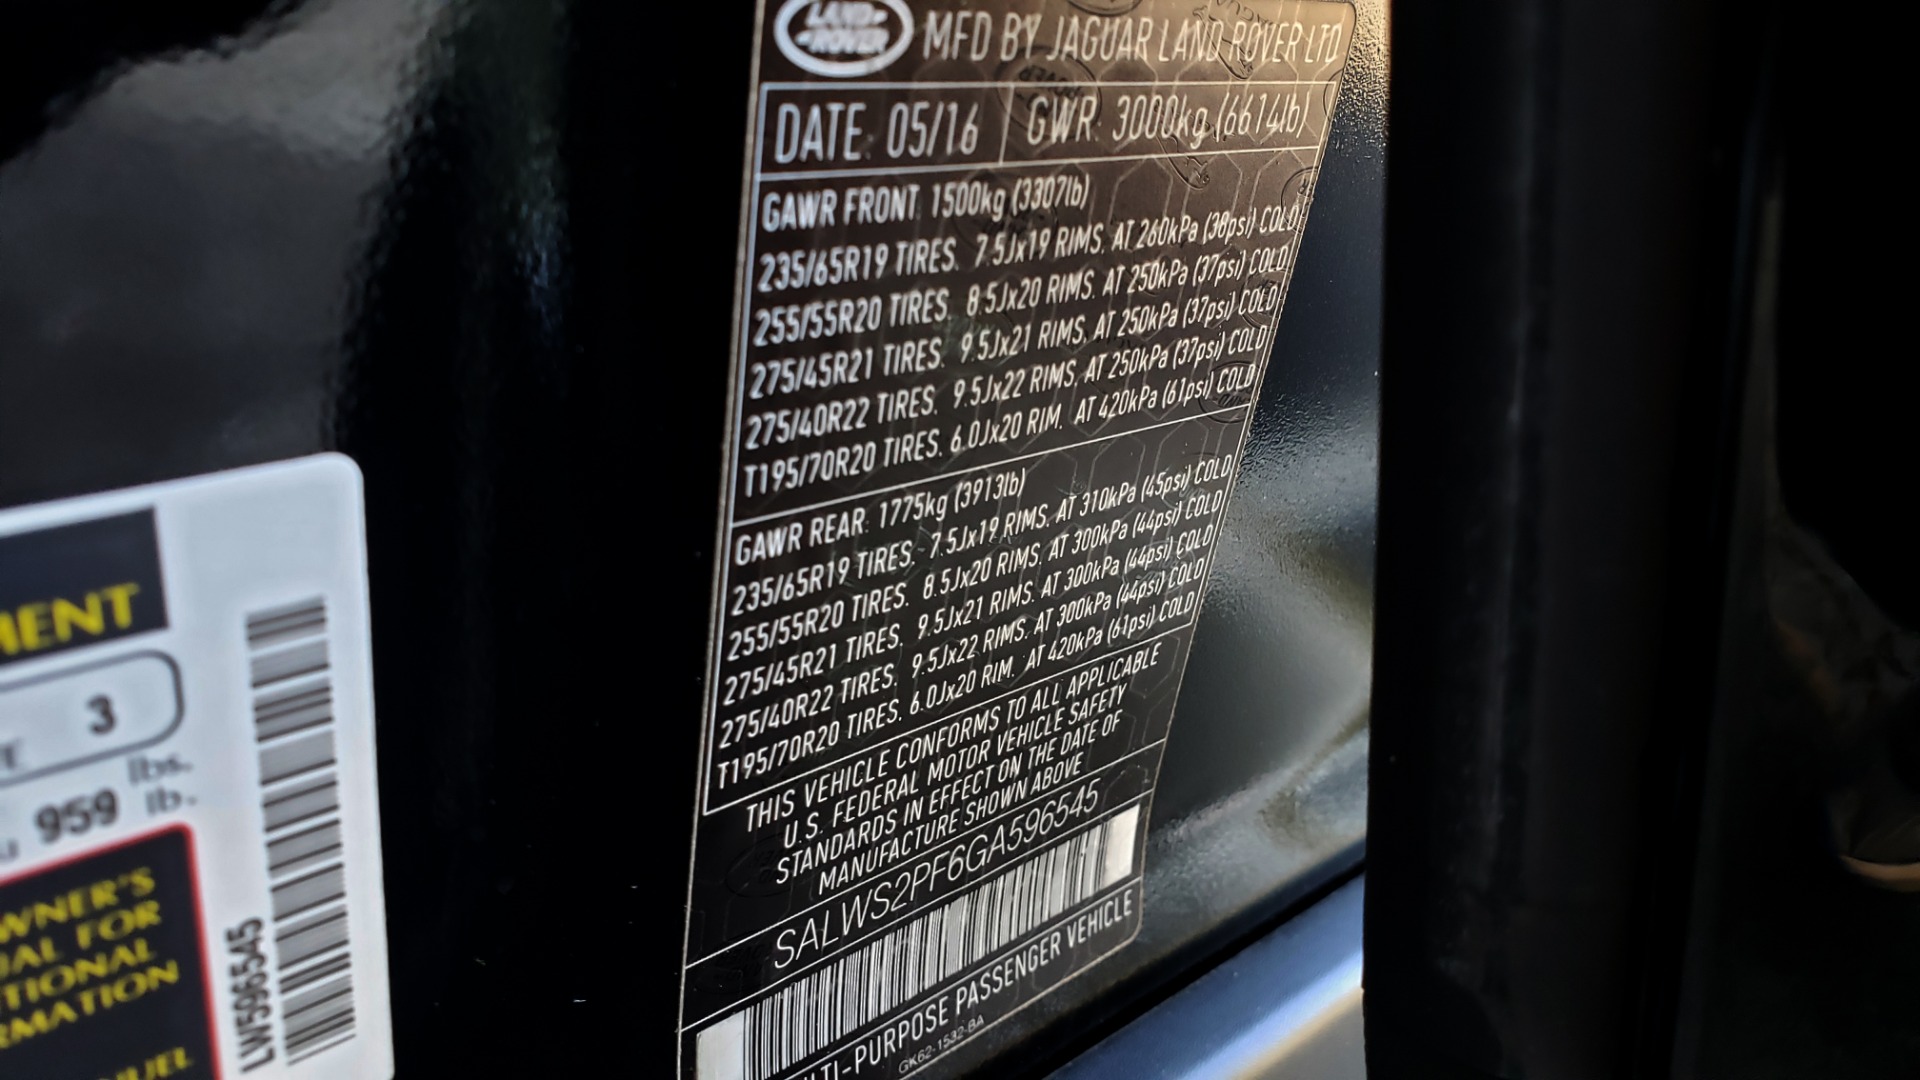 LAND-
-ROVER
MFD BY JAGUAR LAND ROVER LTD
DATE: 05/16 GWR: 3000kg (6614lb)
GAWR FRONT 1500kg (3307lb)
235/65R19 TIRES. 7.5Jx19 RIMS. AT 260kPa (38psi) COLD
255/55R20 TIRES. 8.5Jx20 RIMS. AT 250kPa (37psi) COLD
275/45R21 TIRES. 9.5Jx21 RIMS. AT 250kPa (37psi) COLD
275/40R22 TIRES. 9.5Jx22 RIMS. AT 250kPa (37psi) COLD
T195/70R20 TIRES. 6.0Jx20 RIM. AT 420kPa (61psi) COLD
GAWR REAR: 1775kg (3913lb)
235/65R19 TIRES. 7.5Jx19 RIMS. AT 310kPa (45psi) COLD
255/55R20 TIRES. 8.5Jx20 RIMS. AT 300kPa (44psi) COLD
275/45R21 TIRES. 9.5Jx21 RIMS. AT 300kPa (44psi) COLD
275/40R22 TIRES. 9.5Jx22 RIMS. AT 300kPa (44psi) COLD
T195/70R20 TIRES. 6.0Jx20 RIM. AT 420kPa (61psi) COLD
THIS VEHICLE CONFORMS TO ALL APPLICABLE
U.S. FEDERAL MOTOR VEHICLE SAFETY
STANDARDS IN EFFECT ON THE DATE OF
MANUFACTURE SHOWN ABOVE
SALWS2PF6GA596545
LTI-PURPOSE PASSENGER VEHICLE
GK62-1532-BA
MENT
3
lbs.
959 lb.
WNER'S
AL FOR
TIONAL
RMATION
UEL
LW596545